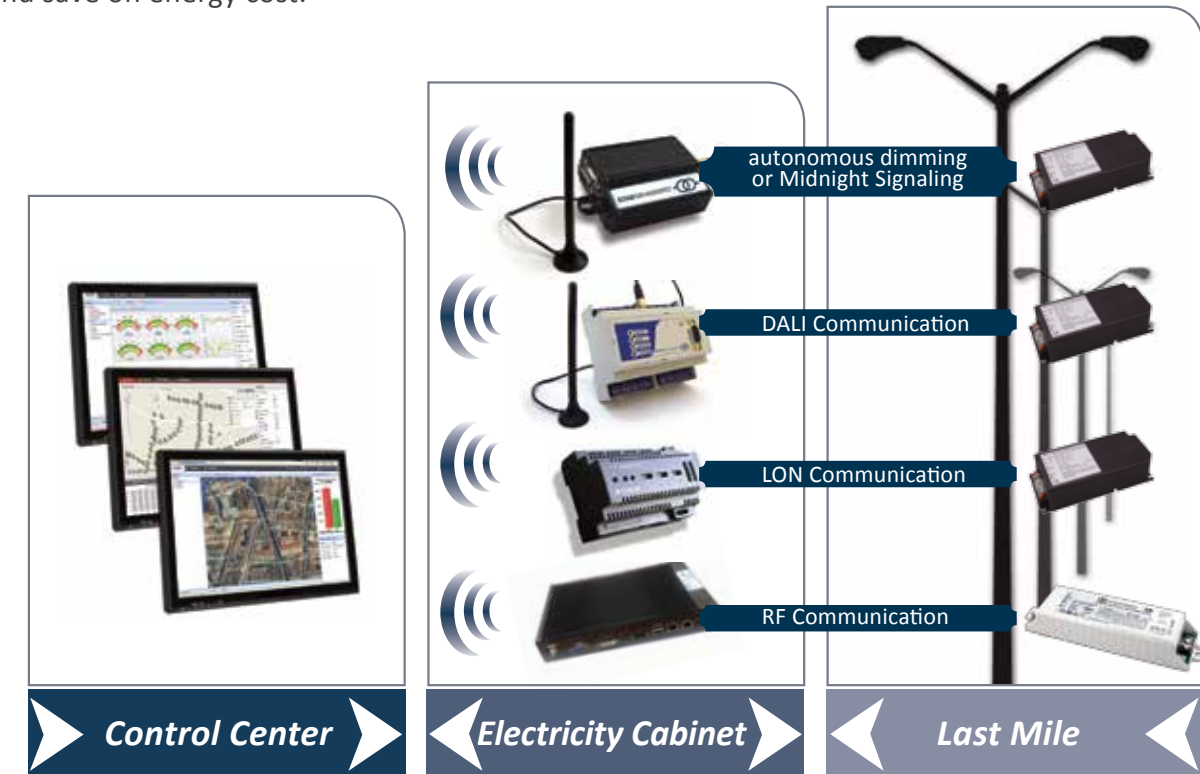 and save on energy cost.
autonomous dimming
or Midnight Signaling
DALI Communication
LON Communication
RF Communication
Control Center
Electricity Cabinet
Last Mile